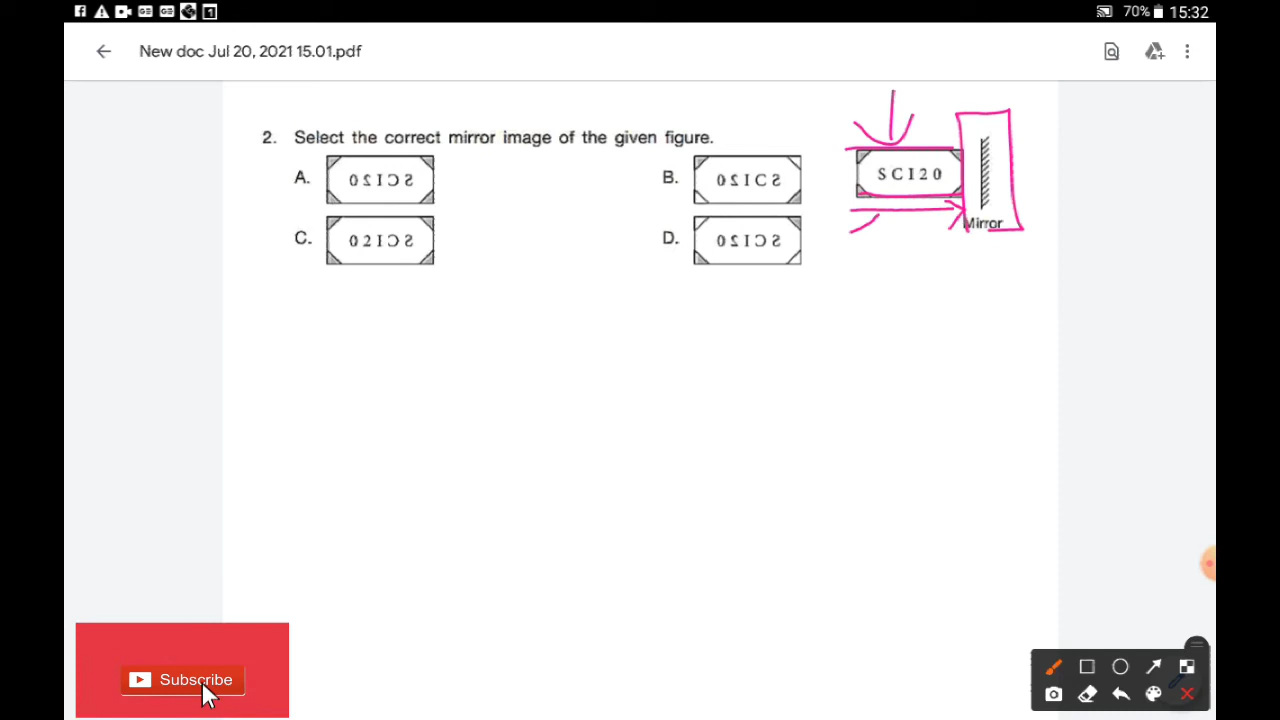 70% 15:32
New doc Jul 20, 2021 15.01.pdf
2. Select the correct mirror image of the given figure.
SCI20
Mirror
A.
B.
C.
D.
Subscribe